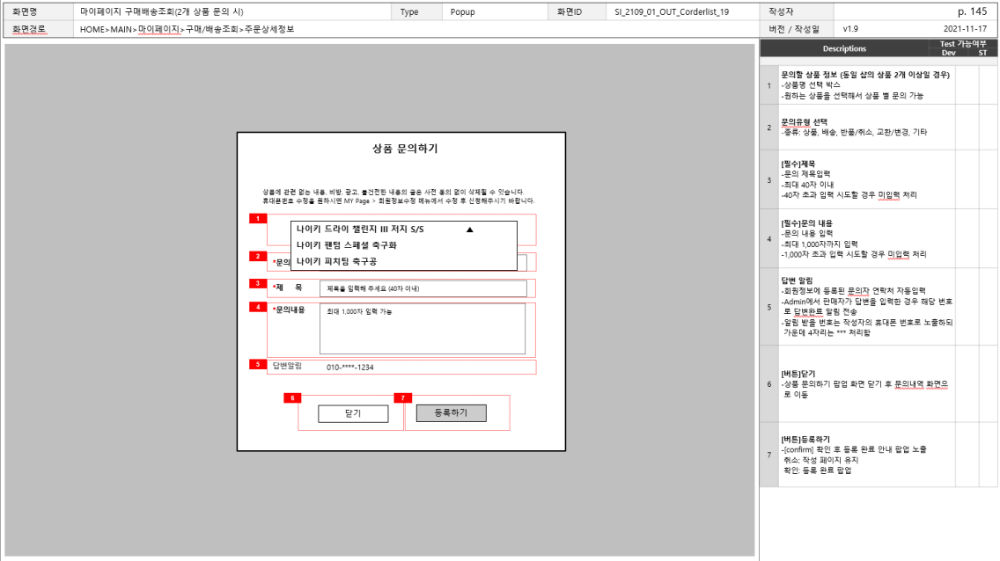 화면명 마이페이지 구매배송조회(2개 상품 문의 시) Type Popup 화면ID SI_2109_01_OUT_Corderlist_19 작성자 p. 145
화면경로 HOME>MAIN>마이페이지>구매/배송조회>주문상세정보 버전 / 작성일 v1.9 2021-11-17
상품 문의하기
상품에 관련 없는 내용, 비방, 광고, 불건전한 내용의 글은 사전 동의 없이 삭제될 수 있습니다.
휴대폰번호 수정을 원하시면 MY Page > 회원정보수정 메뉴에서 수정 후 신청해주시기 바랍니다.
1
나이키 드라이 챌린지 III 저지 S/S ▲
나이키 팬텀 스페셜 축구화
나이키 피치팀 축구공
2 *문의
3 *제 목 제목을 입력해 주세요 (40자 이내)
4 *문의내용 최대 1,000자 입력 가능
5 답변알림 010-****-1234
6 7
닫기 등록하기
Descriptions Test 가능여부
Dev ST
1 문의할 상품 정보 (동일 샵의 상품 2개 이상일 경우)
-상품명 선택 박스
-원하는 상품을 선택해서 상품 별 문의 가능
2 문의유형 선택
-종류: 상품, 배송, 반품/취소, 교환/변경, 기타
3 [필수]제목
-문의 제목입력
-최대 40자 이내
-40자 초과 입력 시도할 경우 미입력 처리
4 [필수]문의 내용
-문의 내용 입력
-최대 1,000자까지 입력
-1,000자 초과 입력 시도할 경우 미입력 처리
5 답변 알림
-회원정보에 등록된 문의자 연락처 자동입력
-Admin에서 판매자가 답변을 입력한 경우 해당 번호
로 답변완료 알림 전송
-알림 받을 번호는 작성자의 휴대폰 번호로 노출하되
가운데 4자리는 *** 처리함
6 [버튼]닫기
-상품 문의하기 팝업 화면 닫기 후 문의내역 화면으
로 이동
7 [버튼]등록하기
-[confirm] 확인 후 등록 완료 안내 팝업 노출
취소: 작성 페이지 유지
확인: 등록 완료 팝업